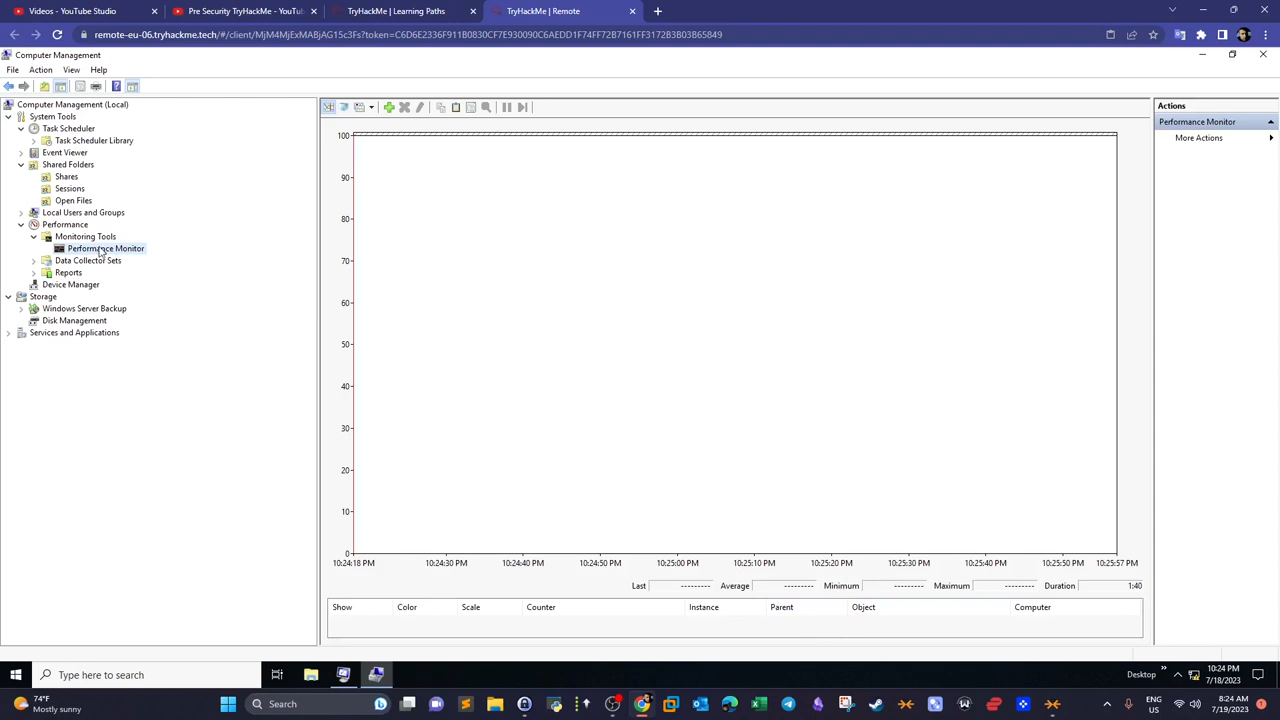 Videos - YouTube Studio
Pre Security TryHackMe - YouTub
TryHackMe | Learning Paths
TryHackMe | Remote
remote-eu-06.tryhackme.tech/#/client/MjM4MjExMABjAG15c3Fs?token=C6D6E2336F911B0830CF7E930090C6AEDD1F74FF72B7161FF3172B3B03B65849
Computer Management
File Action View Help
Computer Management (Local)
System Tools
Task Scheduler
Task Scheduler Library
Event Viewer
Shared Folders
Shares
Sessions
Open Files
Local Users and Groups
Performance
Monitoring Tools
Performance Monitor
Data Collector Sets
Reports
Device Manager
Storage
Windows Server Backup
Disk Management
Services and Applications
100
90
80
70
60
50
40
30
20
10
0
10:24:18 PM 10:24:30 PM 10:24:40 PM 10:24:50 PM 10:25:00 PM 10:25:10 PM 10:25:20 PM 10:25:30 PM 10:25:40 PM 10:25:50 PM 10:25:57 PM
Last ---------- Average ---------- Minimum ---------- Maximum ---------- Duration 1:40
Show Color Scale Counter Instance Parent Object Computer
Actions
Performance Monitor
More Actions
Type here to search
Desktop
10:24 PM
7/18/2023
74°F
Mostly sunny
Search
ENG
US
8:24 AM
7/19/2023